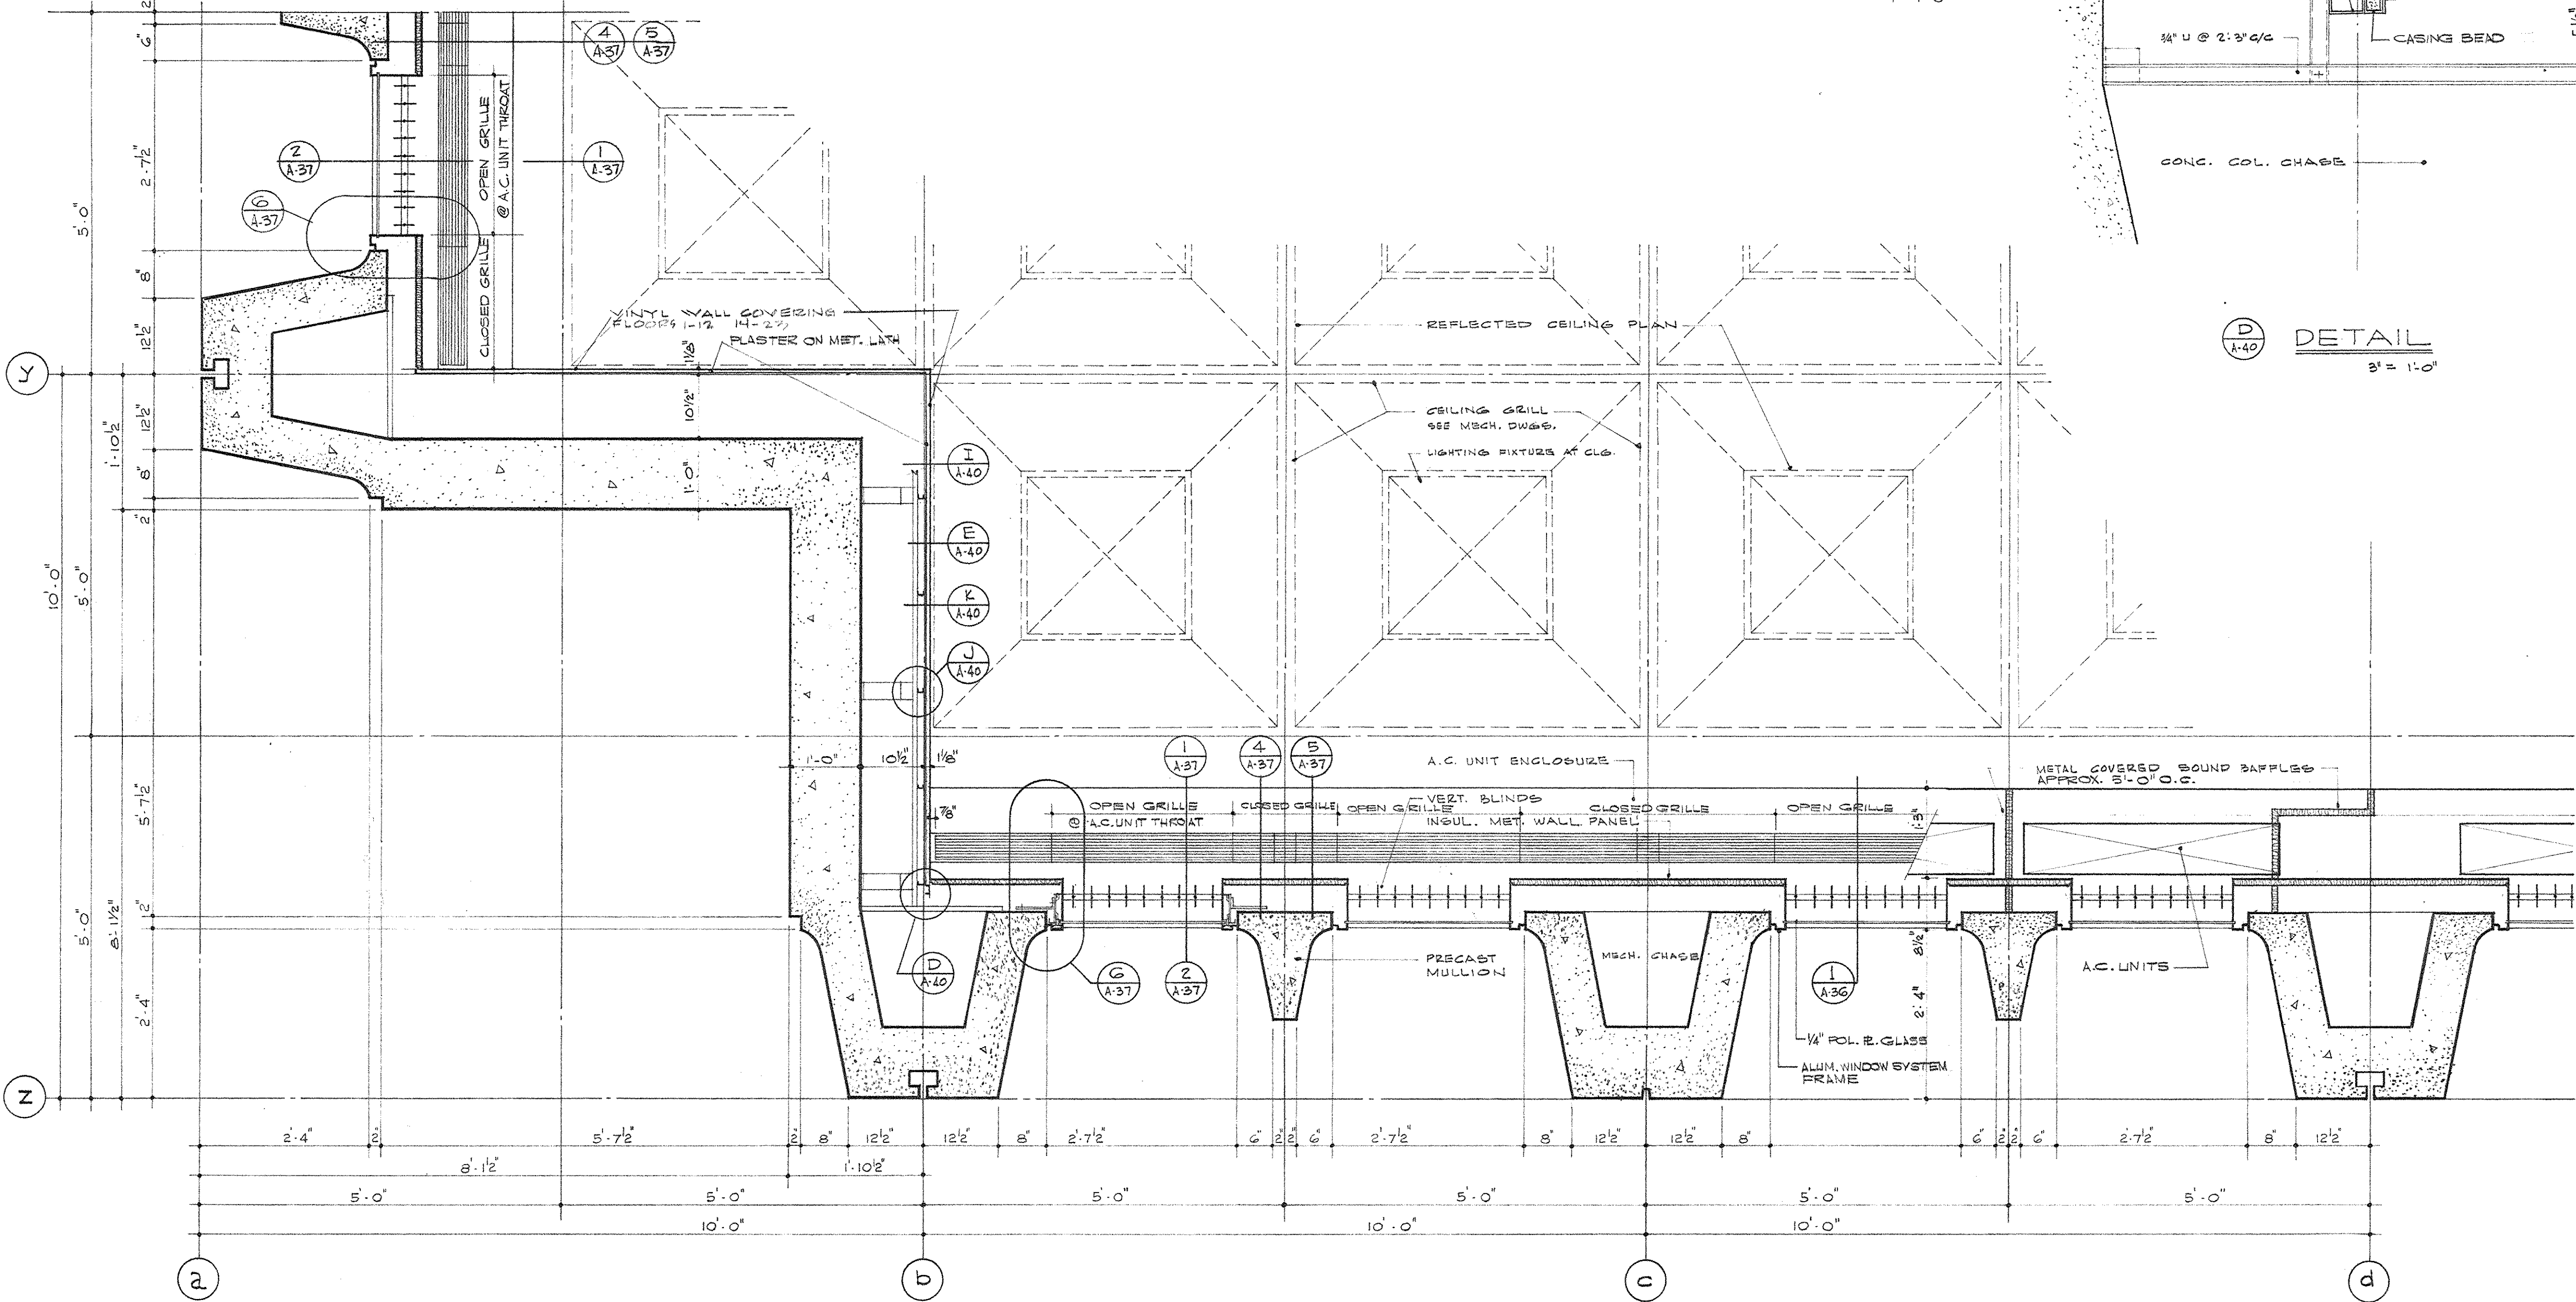 3/4" U @ 2'-3" C/C
CASING BEAD
CONC. COL. CHASE
D
A-40
DETAIL
3" = 1'-0"
4
A-37
5
A-37
2
A-37
1
A-37
6
A-37
CLOSED GRILLE
OPEN GRILLE
@ A.C. UNIT THROAT
6"
2'-7½"
5'-0"
8"
12½"
12½"
8"
2"
1'-10½"
10'-0"
5'-0"
5'-7½"
5'-0"
8'-1½"
2"
2'-4"
Y
Z
VINYL WALL COVERING
FLOORS 1-12 14-23
PLASTER ON MET. LATH
1⅛"
10½"
1'-0"
REFLECTED CEILING PLAN
CEILING GRILL
SEE MECH. DWGS.
LIGHTING FIXTURE AT CLG.
I
A-40
E
A-40
K
A-40
J
A-40
1'-0"
10½"
1⅛"
7/8"
1
A-37
4
A-37
5
A-37
A.C. UNIT ENCLOSURE
METAL COVERED SOUND BAFFLES
APPROX. 5'-0" O.C.
VERT. BLINDS
OPEN GRILLE
@ A.C. UNIT THROAT
CLOSED GRILLE
OPEN GRILLE
CLOSED GRILLE
OPEN GRILLE
INSUL. MET. WALL PANEL
1'-3"
D
A-40
6
A-37
2
A-37
PRECAST
MULLION
MECH. CHASE
1
A-36
8½"
2'-4"
A.C. UNITS
1/4" POL. PL. GLASS
ALUM. WINDOW SYSTEM
FRAME
2'-4"
2"
5'-7½"
2"
8"
12½"
12½"
8"
2'-7½"
6"
2"
2"
6"
2'-7½"
8"
12½"
12½"
8"
6"
2"
2"
6"
2'-7½"
8"
12½"
8'-1½"
1'-10½"
5'-0"
5'-0"
5'-0"
5'-0"
5'-0"
5'-0"
10'-0"
10'-0"
10'-0"
a
b
c
d